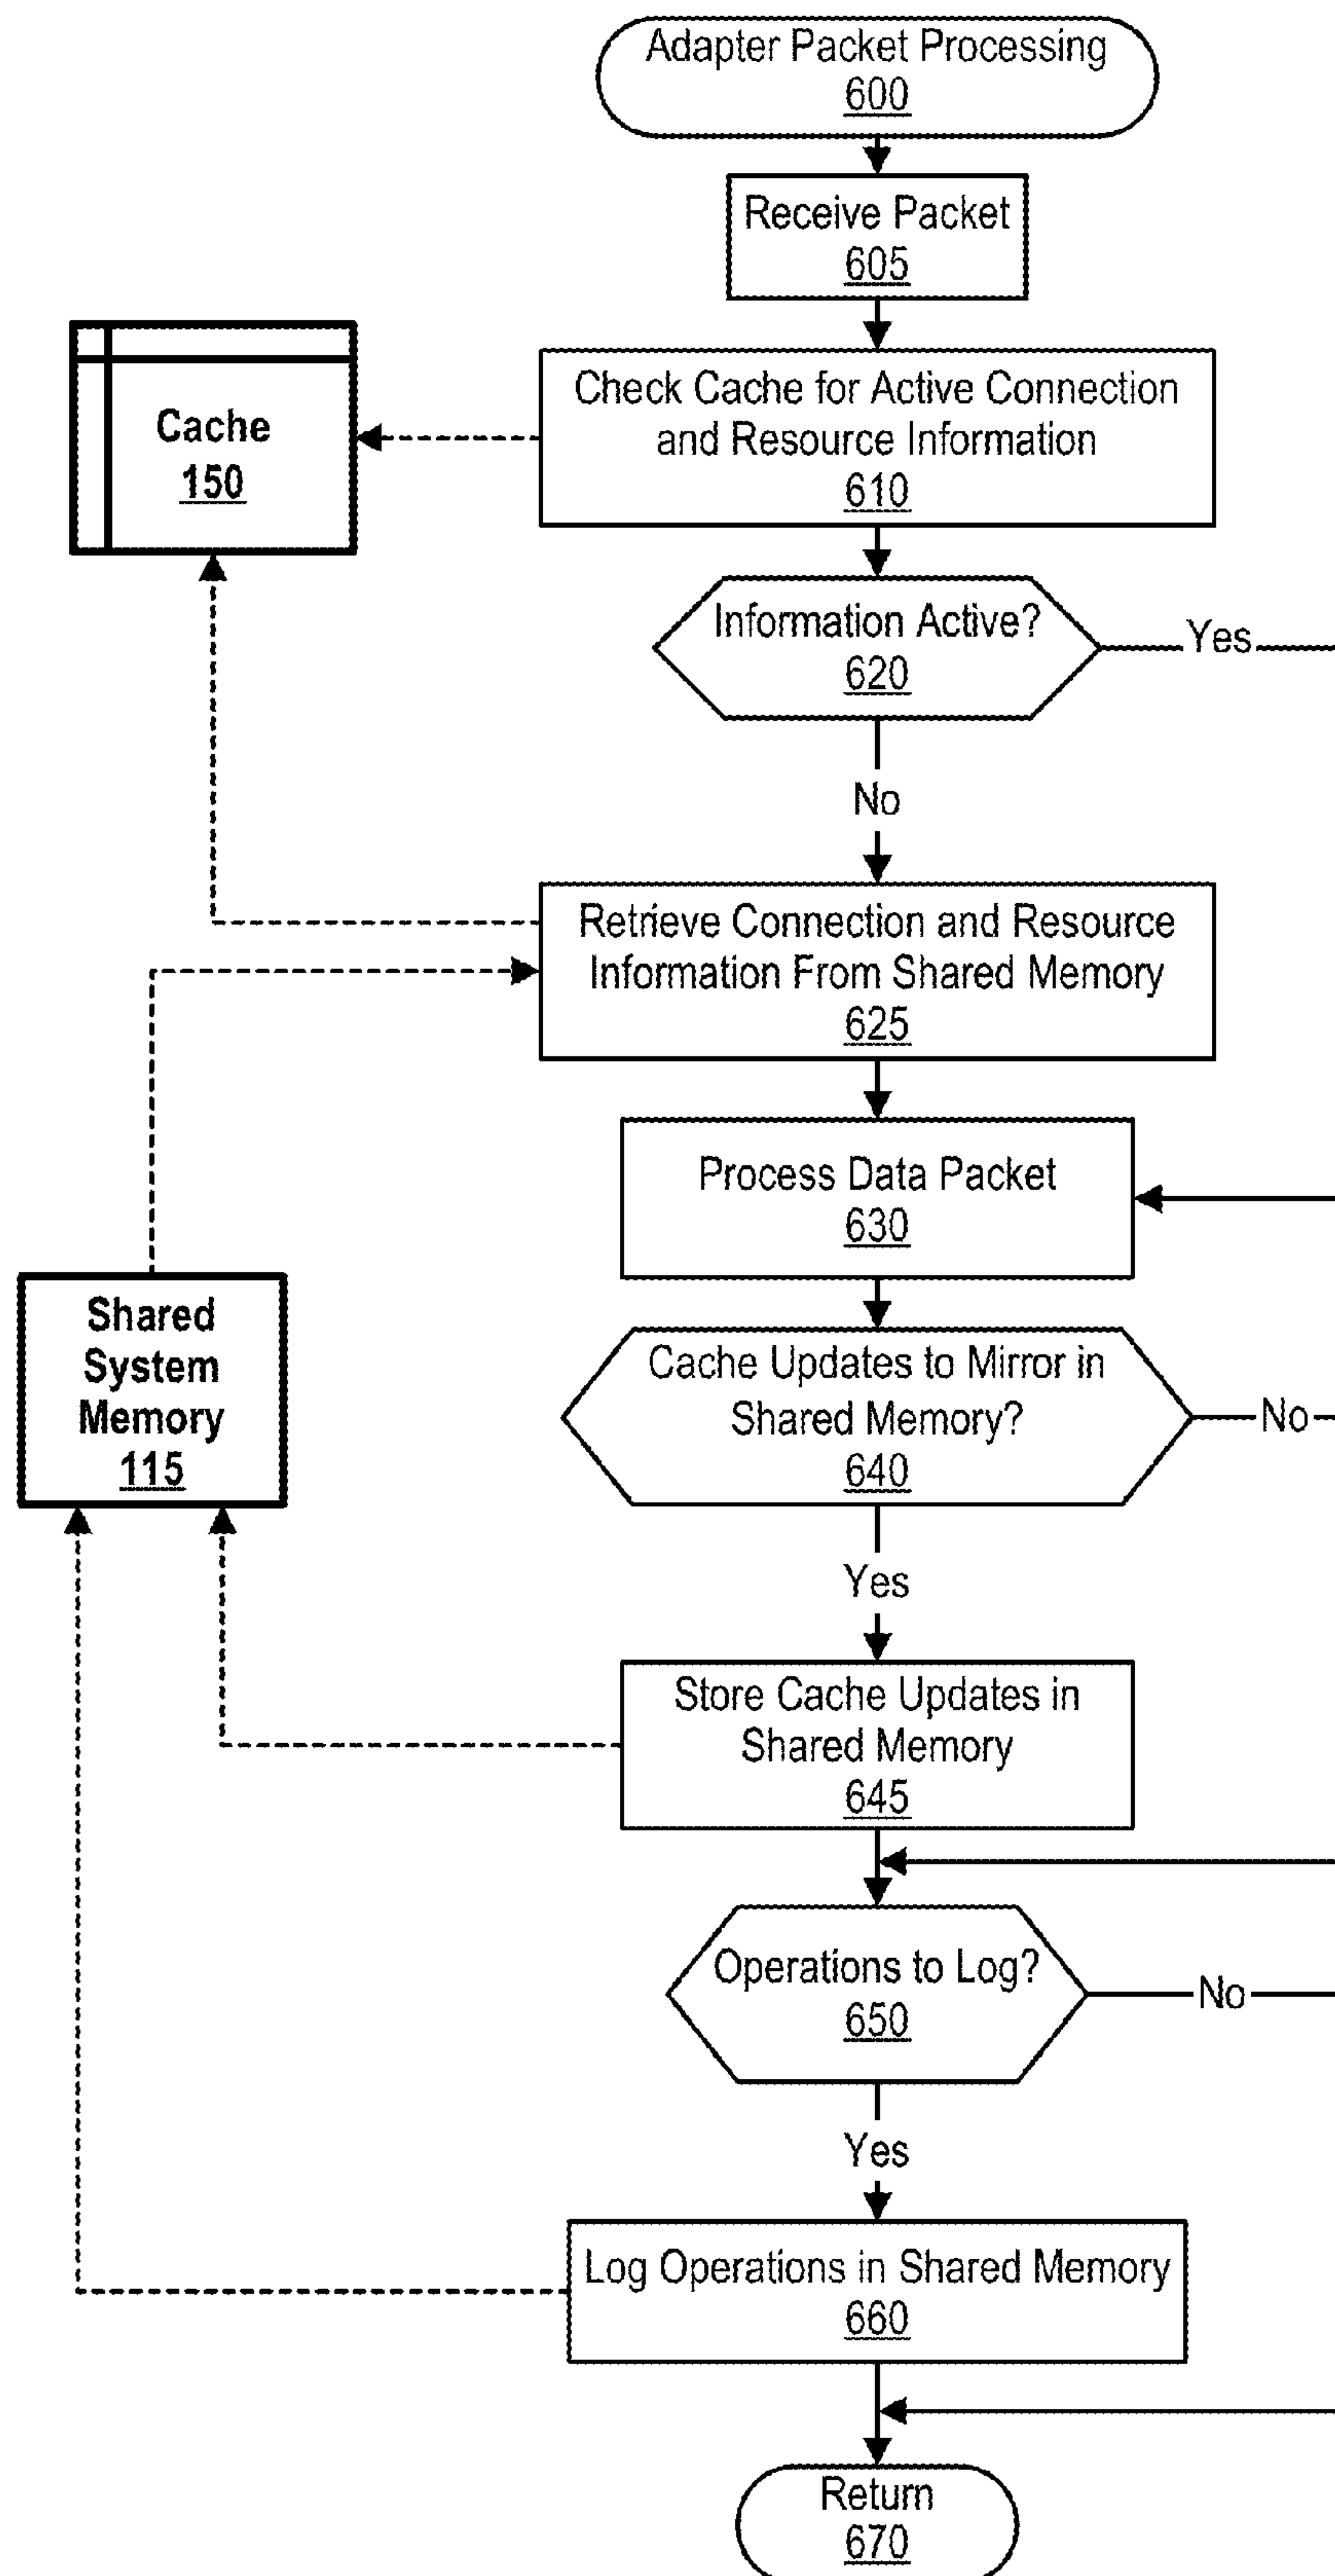 Adapter Packet Processing
600
Receive Packet
605
Check Cache for Active Connection
and Resource Information
610
Cache
150
Information Active?
620
Yes
No
Retrieve Connection and Resource
Information From Shared Memory
625
Process Data Packet
630
Shared
System
Memory
115
Cache Updates to Mirror in
Shared Memory?
640
No
Yes
Store Cache Updates in
Shared Memory
645
Operations to Log?
650
No
Yes
Log Operations in Shared Memory
660
Return
670